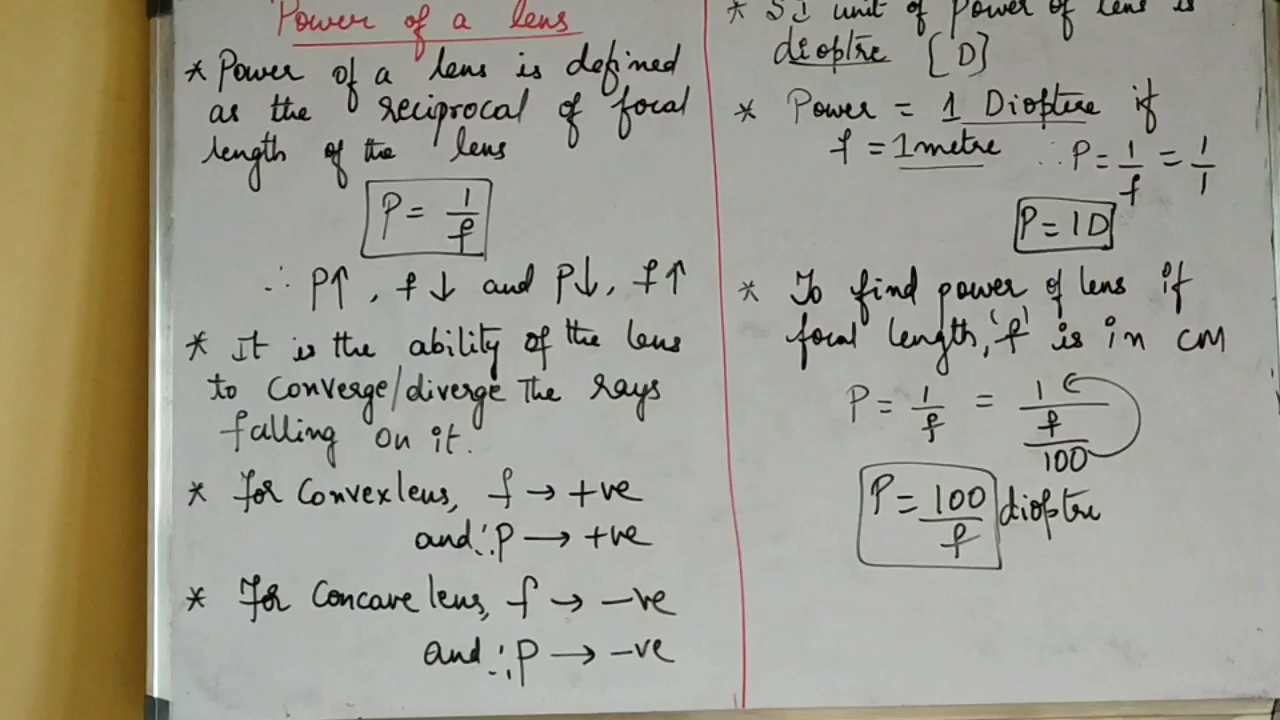 Power of a lens
* Power of a lens is defined
as the reciprocal of focal
length of the lens
P = 1/f
∴ P↑, f↓ and P↓, f↑
* It is the ability of the lens
to converge/diverge the rays
falling on it.
* For Convex lens, f → +ve
and ∴ P → +ve
* For Concave lens, f → -ve
and ∴ P → -ve
* SI unit of Power of lens is
dioptre [D]
* Power = 1 Dioptre if
f = 1 metre ∴ P = 1/f = 1/1
P = 1D
* To find power of lens if
focal length, 'f' is in cm
P = 1/f = 1/(f/100)
P = 100/f dioptre